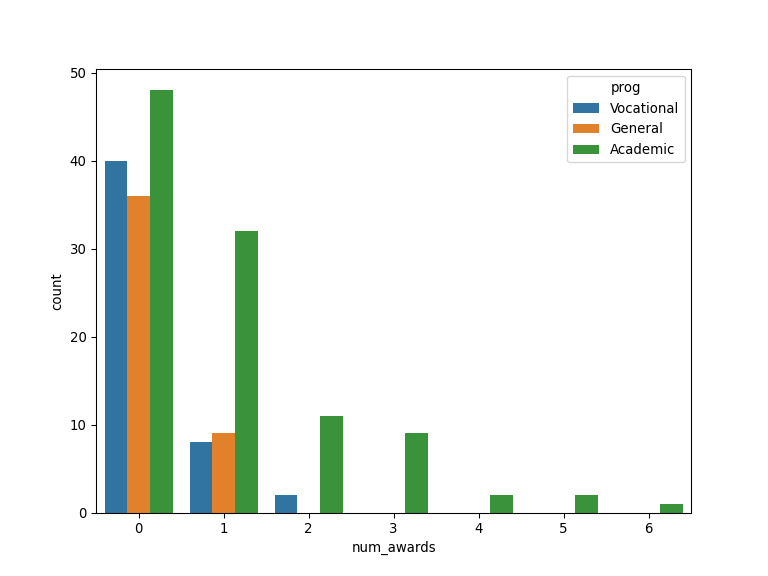 50
40
30
20
10
0
count
prog
Vocational
General
Academic
0 1 2 3 4 5 6
num_awards